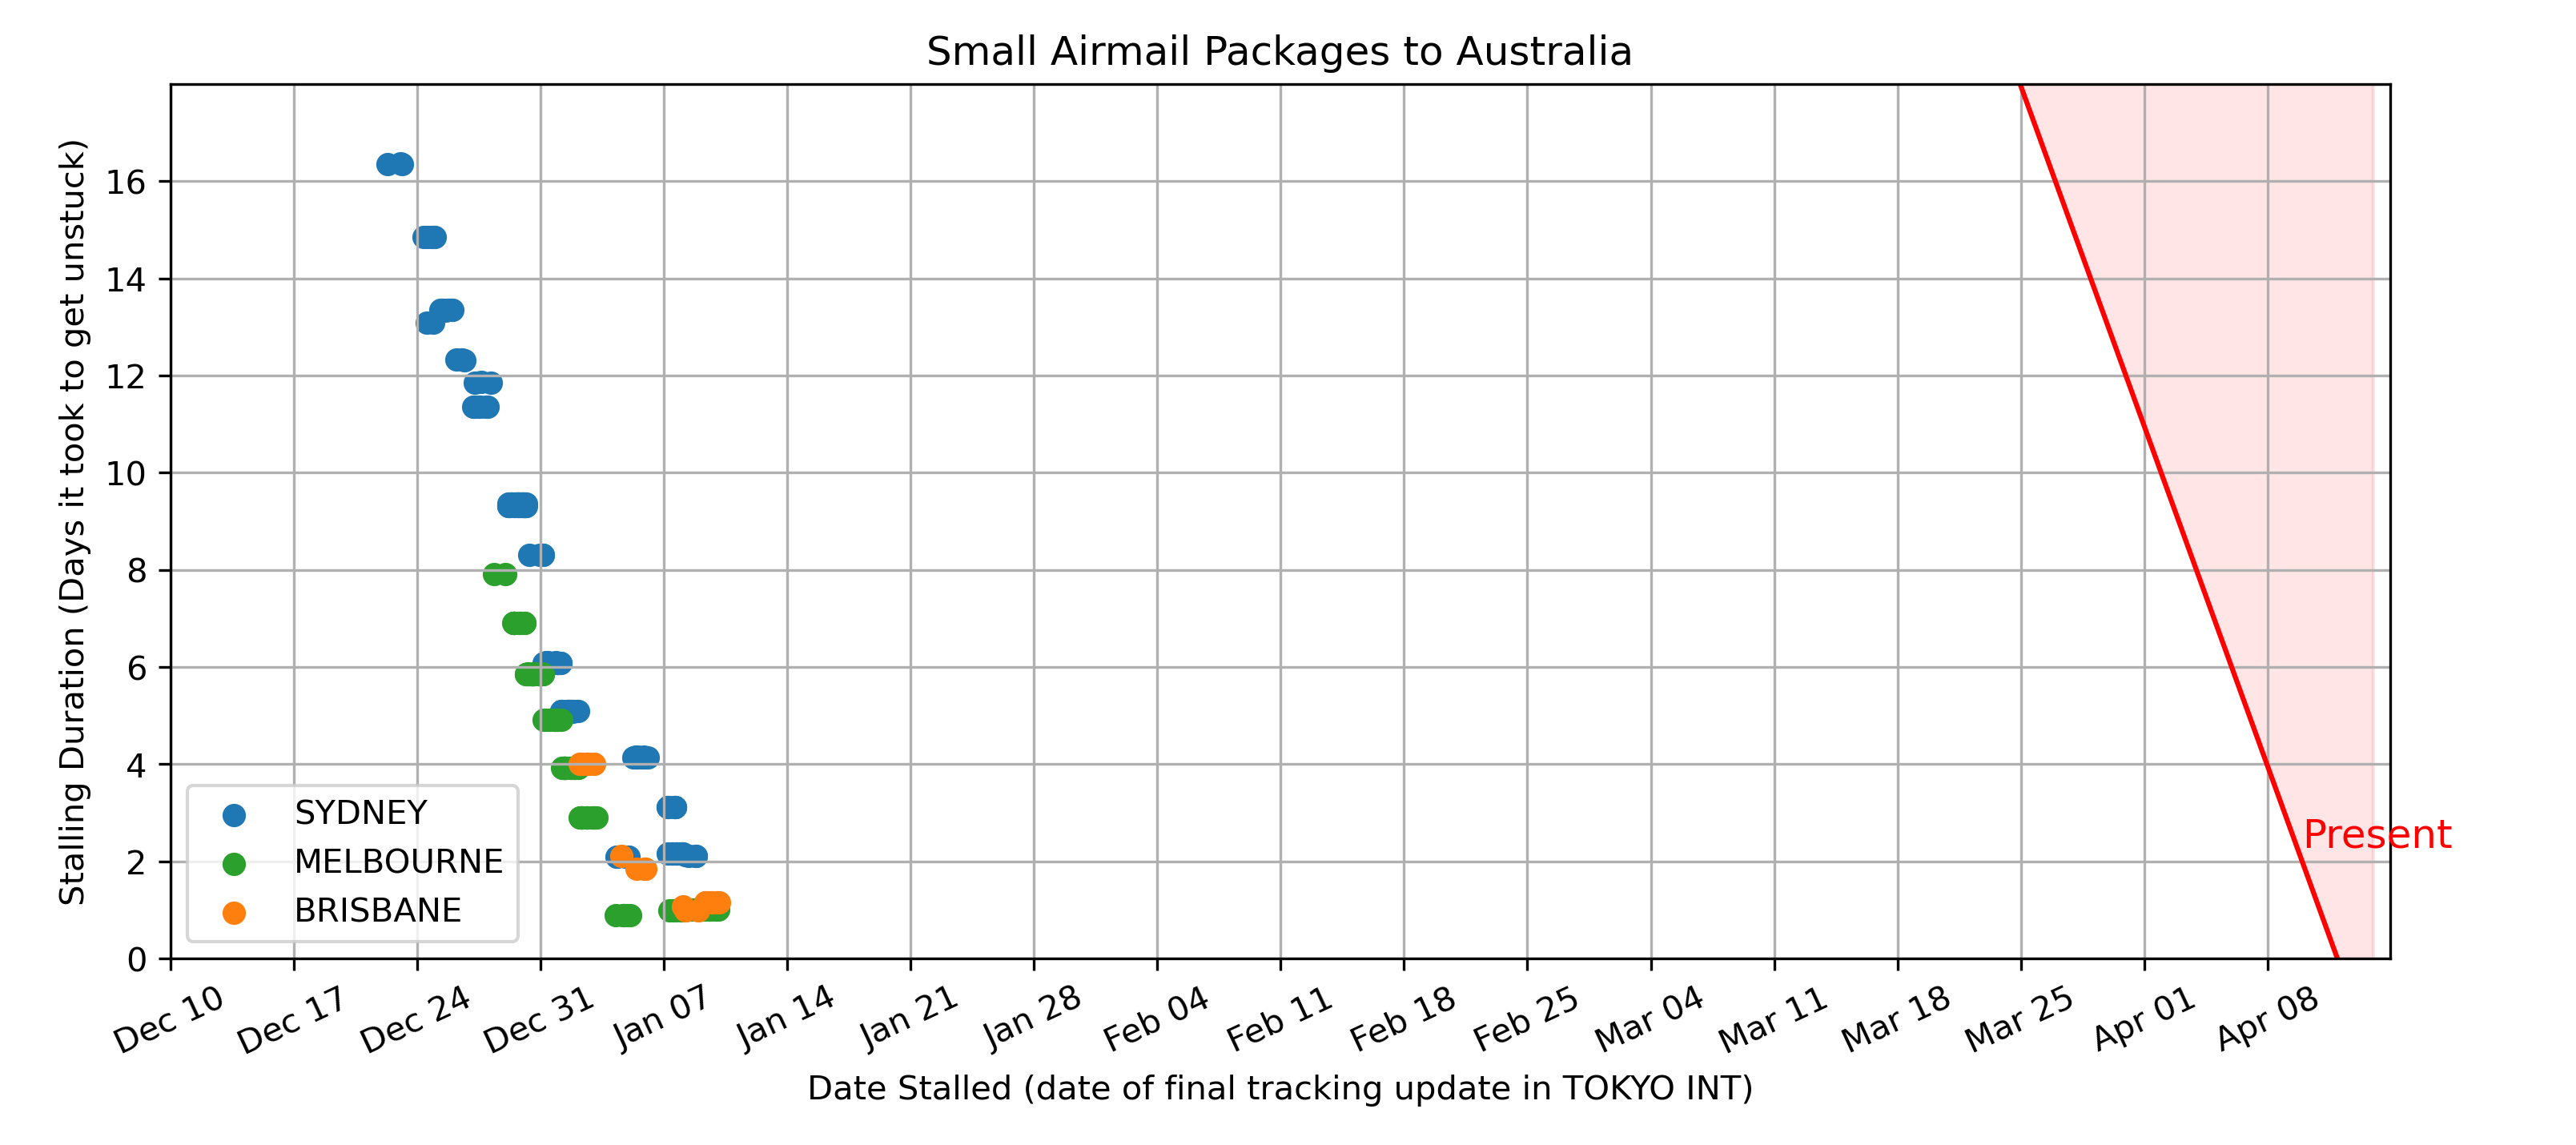 Small Airmail Packages to Australia
Stalling Duration (Days it took to get unstuck)
16
14
12
10
8
6
4
2
0
SYDNEY
MELBOURNE
BRISBANE
Present
Dec 10
Dec 17
Dec 24
Dec 31
Jan 07
Jan 14
Jan 21
Jan 28
Feb 04
Feb 11
Feb 18
Feb 25
Mar 04
Mar 11
Mar 18
Mar 25
Apr 01
Apr 08
Date Stalled (date of final tracking update in TOKYO INT)